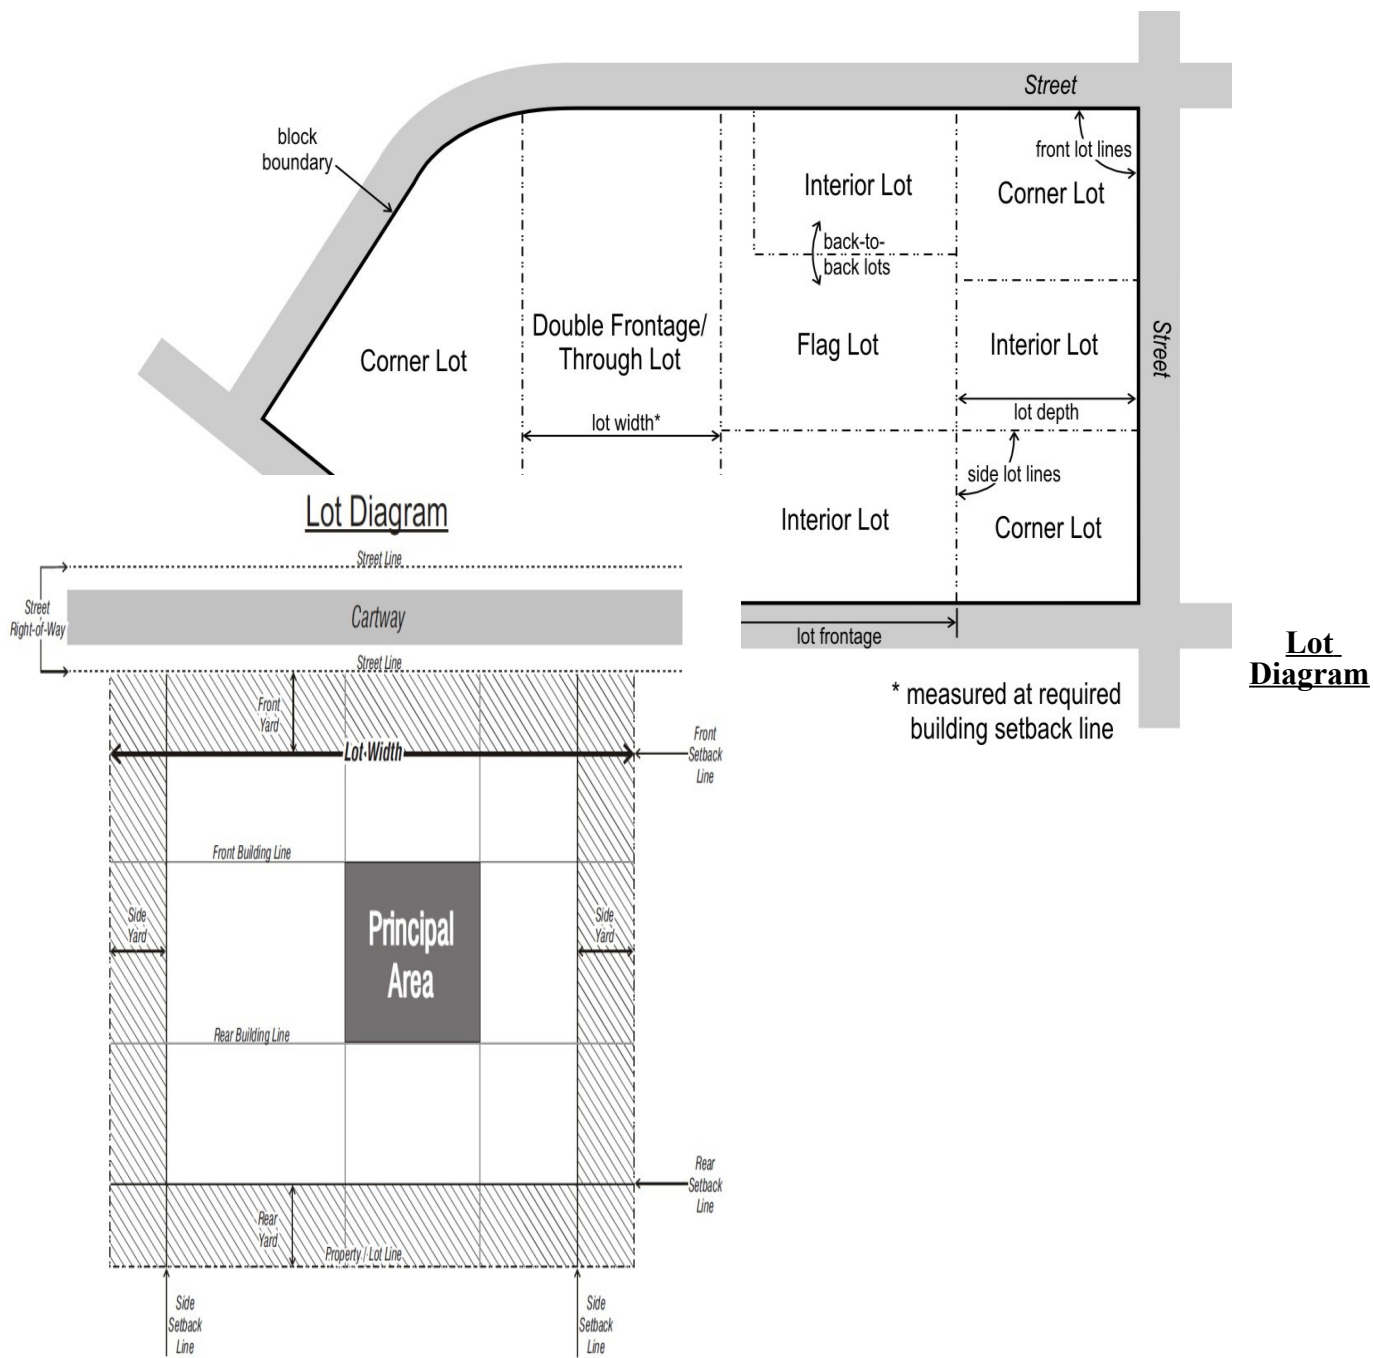 Street
block
boundary
front lot lines
Interior Lot
Corner Lot
back-to-
back lots
Double Frontage/
Through Lot
Corner Lot
Flag Lot
Interior Lot
Street
lot width*
lot depth
side lot lines
Interior Lot
Corner Lot
lot frontage
* measured at required
building setback line
Lot
Diagram
Lot Diagram
Street Line
Street
Right-of-Way
Cartway
Street Line
Front
Yard
Lot Width
Front
Setback
Line
Front Building Line
Side
Yard
Principal
Area
Side
Yard
Rear Building Line
Rear
Setback
Line
Rear
Yard
Property / Lot Line
Side
Setback
Line
Side
Setback
Line